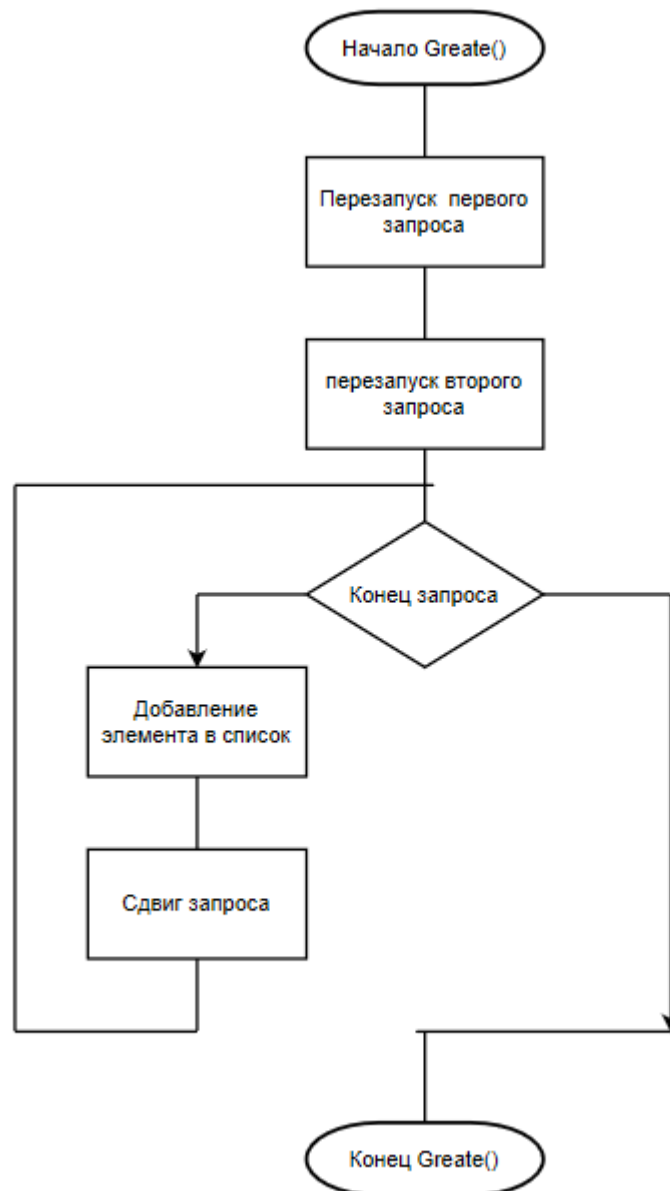 Начало Greate()
Перезапуск первого
запроса
перезапуск второго
запроса
Конец запроса
Добавление
элемента в список
Сдвиг запроса
Конец Greate()